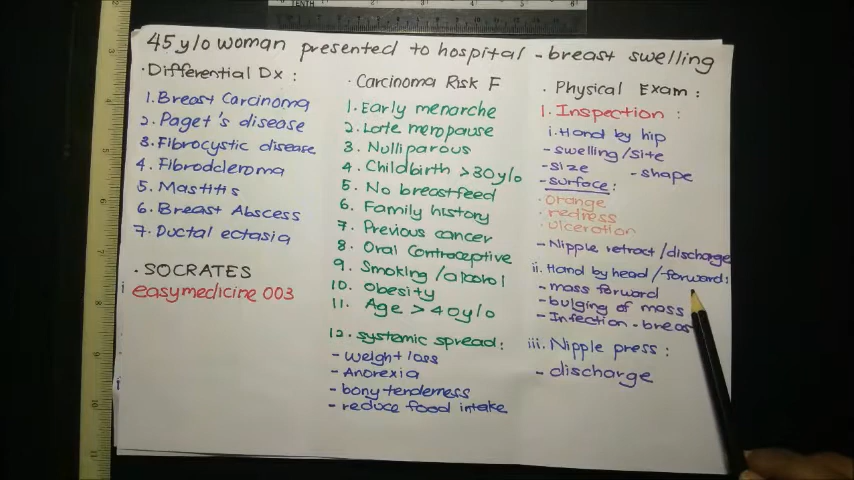 45 y/o woman presented to hospital - breast swelling
· Differential Dx :
1. Breast Carcinoma
2. Paget's disease
3. Fibrocystic disease
4. Fibrodcleroma
5. Mastitis
6. Breast Abscess
7. Ductal ectasia
· SOCRATES
easymedicine 003
· Carcinoma Risk F
1. Early menarche
2. Late menopause
3. Nulliparous
4. Childbirth >30y/o
5. No breastfeed
6. Family history
7. Previous cancer
8. Oral Contraceptive
9. Smoking /alcohol
10. Obesity
11. Age > 40y/o
12. systemic spread:
- weight loss
- Anorexia
- bony tenderness
- reduce food intake
· Physical Exam :
1. Inspection :
i. Hand by hip
- swelling/site
- size - shape
- surface:
· orange
· redress
· ulceration
- Nipple retract/discharge
ii. Hand by head/-forward:
- mass forward
- bulging of mass
- Infection - breas
iii. Nipple press :
- discharge